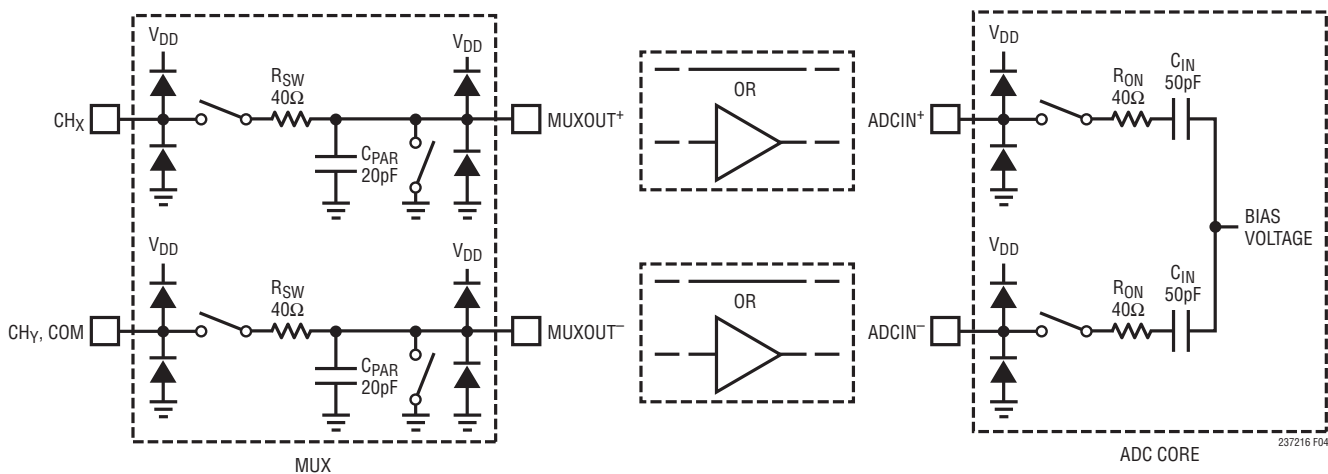 VDD
RSW
40Ω
VDD
CHX
CPAR
20pF
MUXOUT+
OR
ADCIN+
VDD
RON
40Ω
CIN
50pF
BIAS
VOLTAGE
VDD
RSW
40Ω
VDD
CHY, COM
CPAR
20pF
MUXOUT–
OR
ADCIN–
VDD
RON
40Ω
CIN
50pF
MUX
ADC CORE
237216 F04